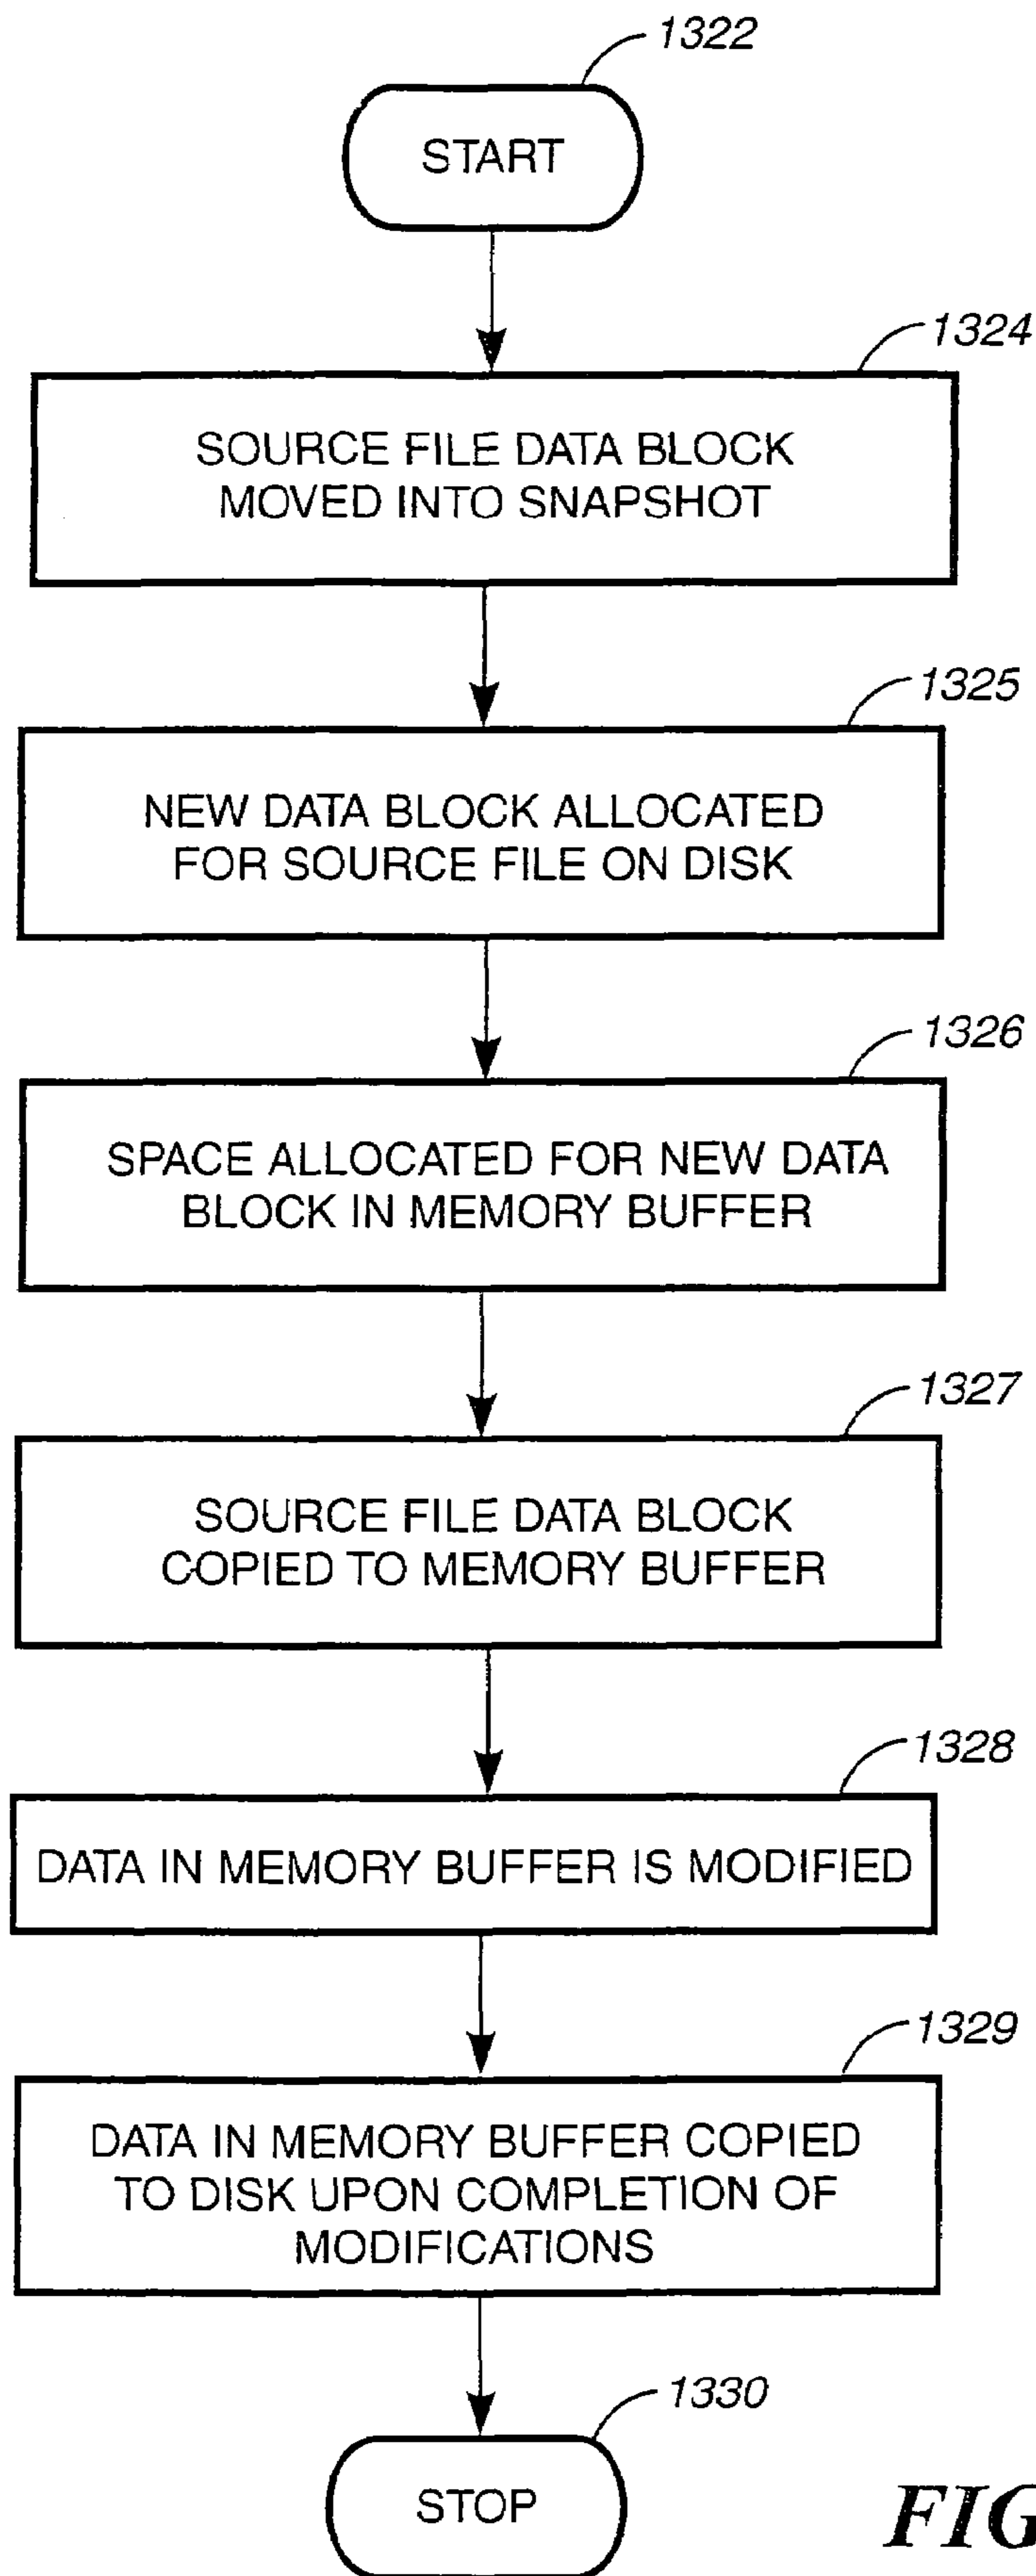 1322
START
1324
SOURCE FILE DATA BLOCK
MOVED INTO SNAPSHOT
1325
NEW DATA BLOCK ALLOCATED
FOR SOURCE FILE ON DISK
1326
SPACE ALLOCATED FOR NEW DATA
BLOCK IN MEMORY BUFFER
1327
SOURCE FILE DATA BLOCK
COPIED TO MEMORY BUFFER
1328
DATA IN MEMORY BUFFER IS MODIFIED
1329
DATA IN MEMORY BUFFER COPIED
TO DISK UPON COMPLETION OF
MODIFICATIONS
1330
STOP
FIG